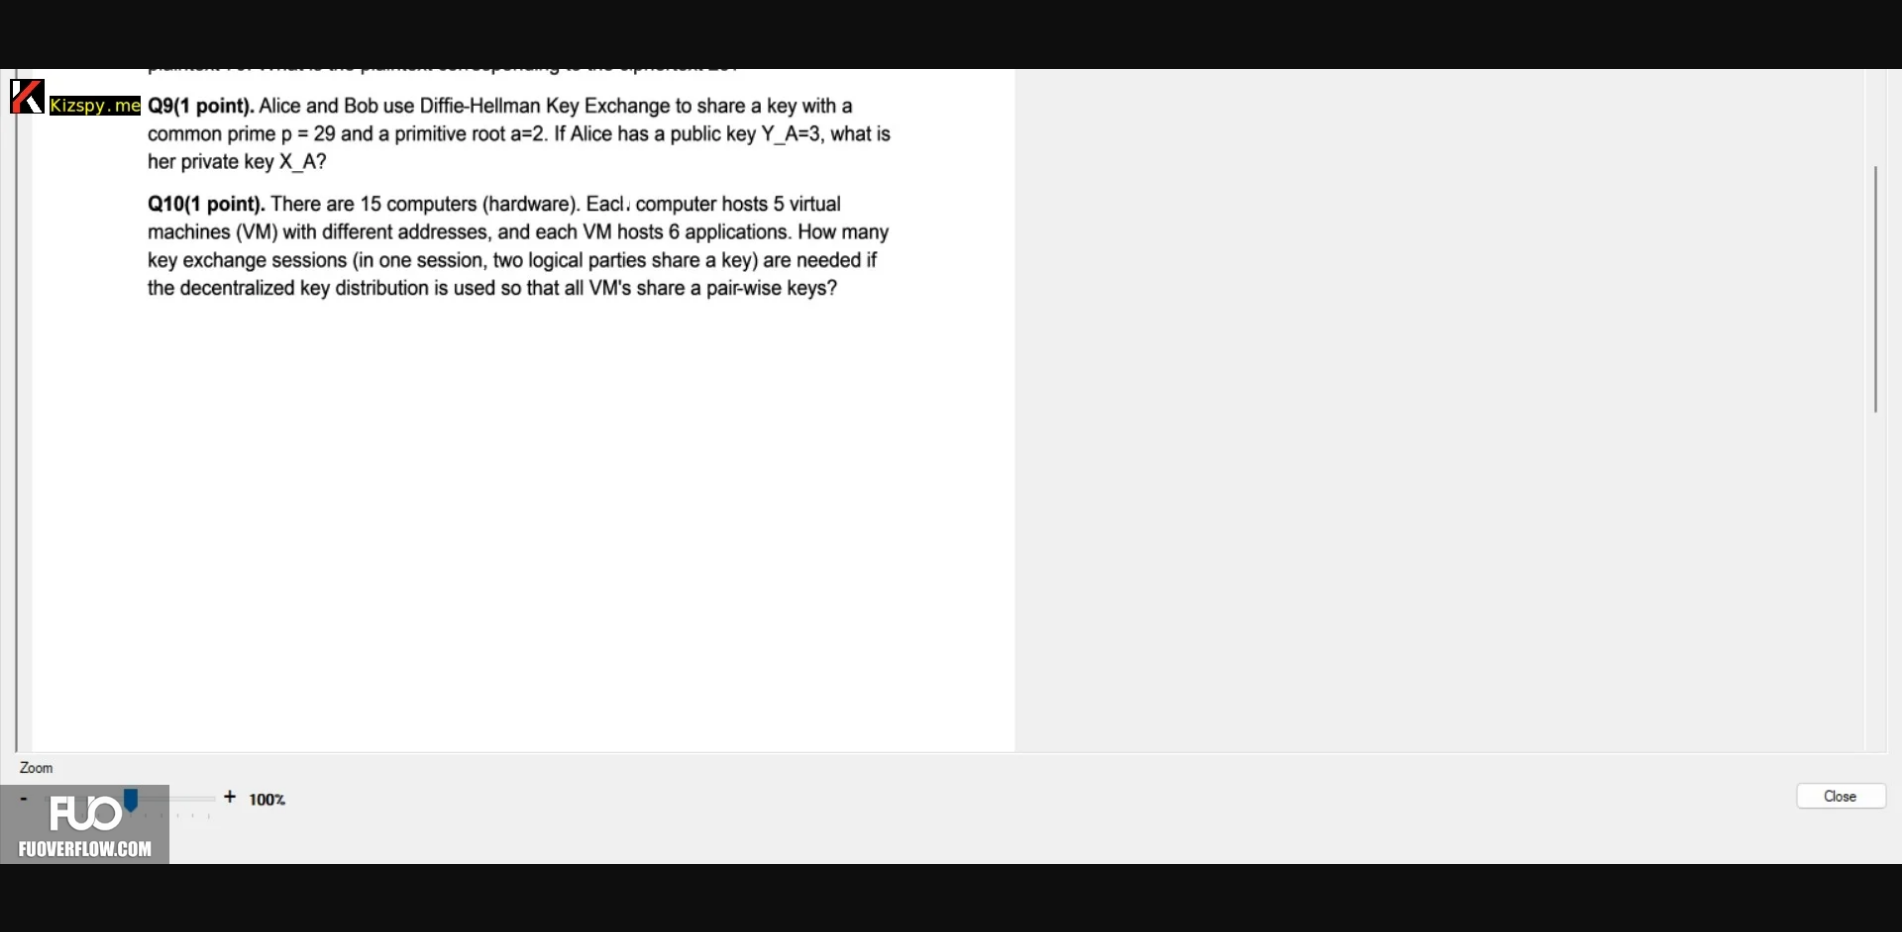 Kizspy.me
Q9(1 point). Alice and Bob use Diffie-Hellman Key Exchange to share a key with a
common prime p = 29 and a primitive root a=2. If Alice has a public key Y_A=3, what is
her private key X_A?
Q10(1 point). There are 15 computers (hardware). Each computer hosts 5 virtual
machines (VM) with different addresses, and each VM hosts 6 applications. How many
key exchange sessions (in one session, two logical parties share a key) are needed if
the decentralized key distribution is used so that all VM's share a pair-wise keys?
Zoom
- + 100%
Close
FUO
FUOVERFLOW.COM